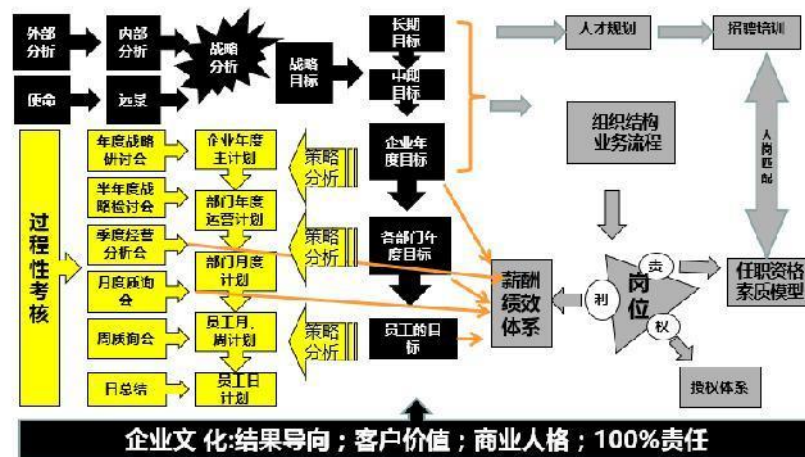 外部
分析
内部
分析
战略
分析
战略
目标
长期
目标
中期
目标
人才规划
招聘培训
使命
远景
组织结构
业务流程
人岗匹配
过程性考核
年度战略
研讨会
企业年度
主计划
策略
分析
企业年
度目标
半年度战
略检讨会
部门年度
运营计划
季度经营
分析会
部门月度
计划
策略
分析
各部门年
度目标
月度质询
会
薪酬
绩效
体系
岗位
责
利
权
任职资格
素质模型
周质询会
员工月、
周计划
策略
分析
员工的目
标
日总结
员工日
计划
授权体系
企业文 化:结果导向；客户价值；商业人格；100%责任